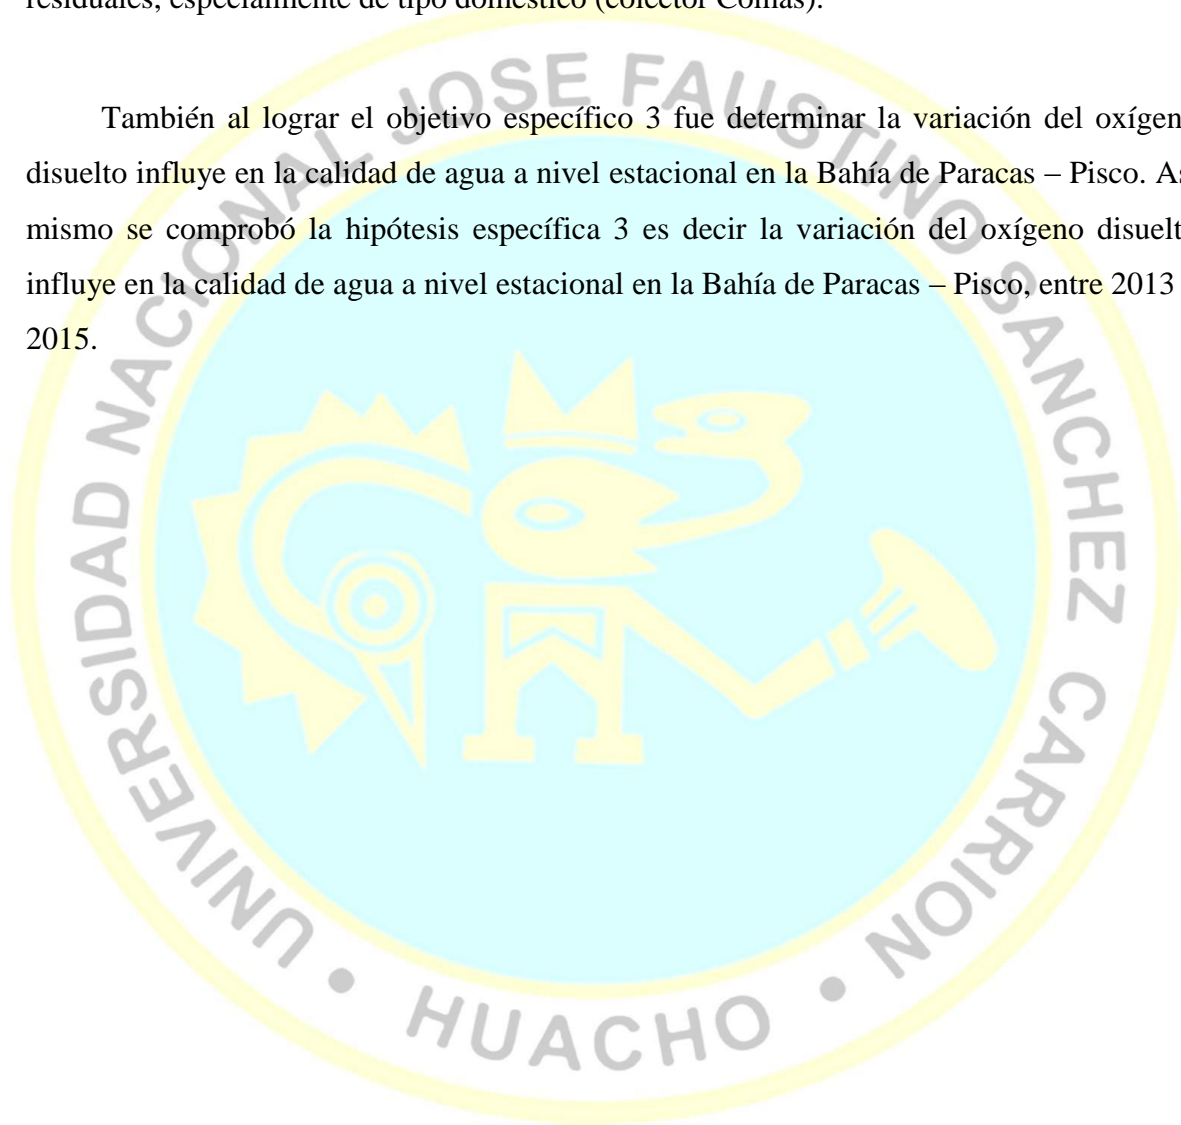 residuales, especialmente de tipo doméstico (colector Comas).
También al lograr el objetivo específico 3 fue determinar la variación del oxígen
disuelto influye en la calidad de agua a nivel estacional en la Bahía de Paracas – Pisco. As
mismo se comprobó la hipótesis específica 3 es decir la variación del oxígeno disuelt
influye en la calidad de agua a nivel estacional en la Bahía de Paracas – Pisco, entre 2013
2015.
UNIVERSIDAD NACIONAL JOSE FAUSTINO SANCHEZ CARRION
• HUACHO •